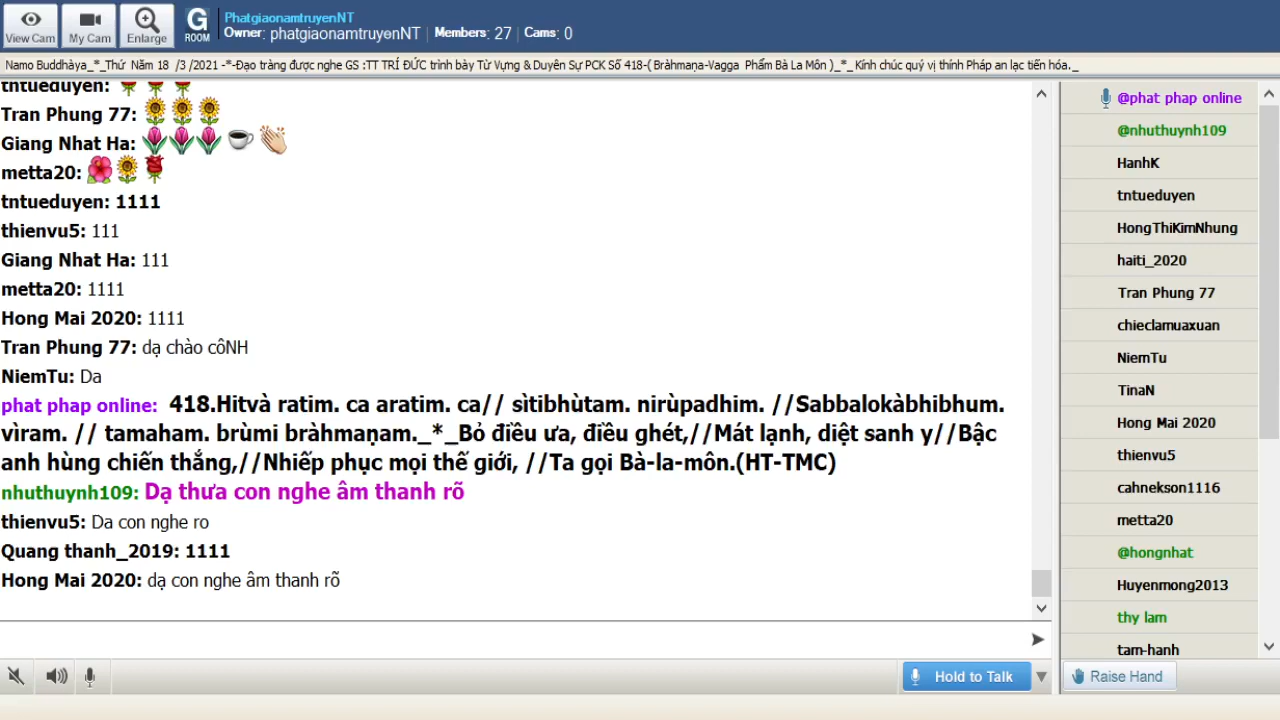 View Cam
My Cam
Enlarge
G
ROOM
PhatgiaonamtruyenNT
Owner: phatgiaonamtruyenNT | Members: 27 | Cams: 0
Namo Buddhàya_*_Thứ Năm 18 /3 /2021 -*-Đạo tràng được nghe GS :TT TRÍ ĐỨC trình bày Từ Vựng & Duyên Sự PCK Số 418-( Bràhmaṇa-Vagga Phẩm Bà La Môn )_*_ Kính chúc quý vị thính Pháp an lạc tiến hóa._
tntueduyen:
Tran Phung 77:
Giang Nhat Ha:
metta20:
tntueduyen: 1111
thienvu5: 111
Giang Nhat Ha: 111
metta20: 1111
Hong Mai 2020: 1111
Tran Phung 77: dạ chào côNH
NiemTu: Da
phat phap online: 418.Hitvà ratim. ca aratim. ca// sìtibhùtam. nirùpadhim. //Sabbalokàbhibhum.
vìram. // tamaham. brùmi bràhmaṇam._*_Bỏ điều ưa, điều ghét,//Mát lạnh, diệt sanh y//Bậc
anh hùng chiến thắng,//Nhiếp phục mọi thế giới, //Ta gọi Bà-la-môn.(HT-TMC)
nhuthuynh109: Dạ thưa con nghe âm thanh rõ
thienvu5: Da con nghe ro
Quang thanh_2019: 1111
Hong Mai 2020: dạ con nghe âm thanh rõ
@phat phap online
@nhuthuynh109
HanhK
tntueduyen
HongThiKimNhung
haiti_2020
Tran Phung 77
chieclamuaxuan
NiemTu
TinaN
Hong Mai 2020
thienvu5
cahnekson1116
metta20
@hongnhat
Huyenmong2013
thy lam
tam-hanh
Hold to Talk
Raise Hand